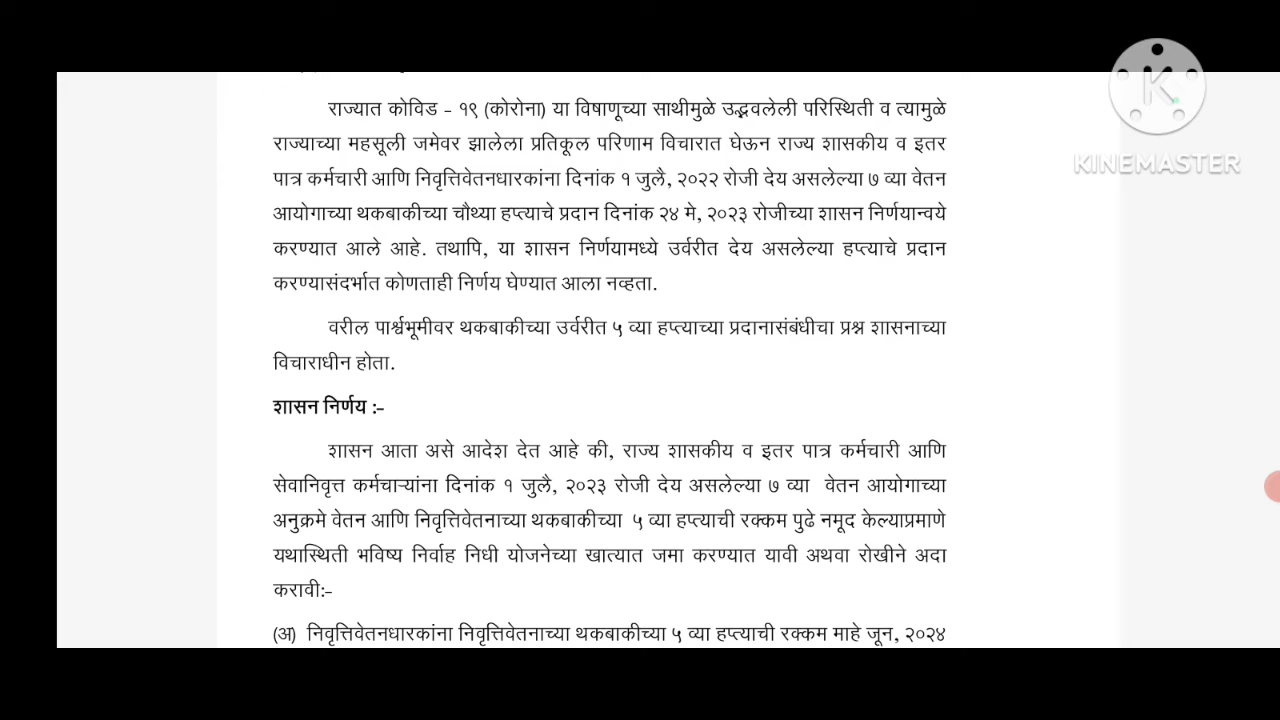 राज्यात कोविड - १९ (कोरोना) या विषाणूच्या साथीमुळे उद्भवलेली परिस्थिती व त्यामुळे
राज्याच्या महसूली जमेवर झालेला प्रतिकूल परिणाम विचारात घेऊन राज्य शासकीय व इतर
पात्र कर्मचारी आणि निवृत्तिवेतनधारकांना दिनांक १ जुलै, २०२२ रोजी देय असलेल्या ७ व्या वेतन
आयोगाच्या थकबाकीच्या चौथ्या हप्त्याचे प्रदान दिनांक २४ मे, २०२३ रोजीच्या शासन निर्णयान्वये
करण्यात आले आहे. तथापि, या शासन निर्णयामध्ये उर्वरीत देय असलेल्या हप्त्याचे प्रदान
करण्यासंदर्भात कोणताही निर्णय घेण्यात आला नव्हता.
वरील पार्श्वभूमीवर थकबाकीच्या उर्वरीत ५ व्या हप्त्याच्या प्रदानासंबंधीचा प्रश्न शासनाच्या
विचाराधीन होता.
शासन निर्णय :-
शासन आता असे आदेश देत आहे की, राज्य शासकीय व इतर पात्र कर्मचारी आणि
सेवानिवृत्त कर्मचाऱ्यांना दिनांक १ जुलै, २०२३ रोजी देय असलेल्या ७ व्या वेतन आयोगाच्या
अनुक्रमे वेतन आणि निवृत्तिवेतनाच्या थकबाकीच्या ५ व्या हप्त्याची रक्कम पुढे नमूद केल्याप्रमाणे
यथास्थिती भविष्य निर्वाह निधी योजनेच्या खात्यात जमा करण्यात यावी अथवा रोखीने अदा
करावी:-
(अ) निवृत्तिवेतनधारकांना निवृत्तिवेतनाच्या थकबाकीच्या ५ व्या हप्त्याची रक्कम माहे जून, २०२४
KINEMASTER